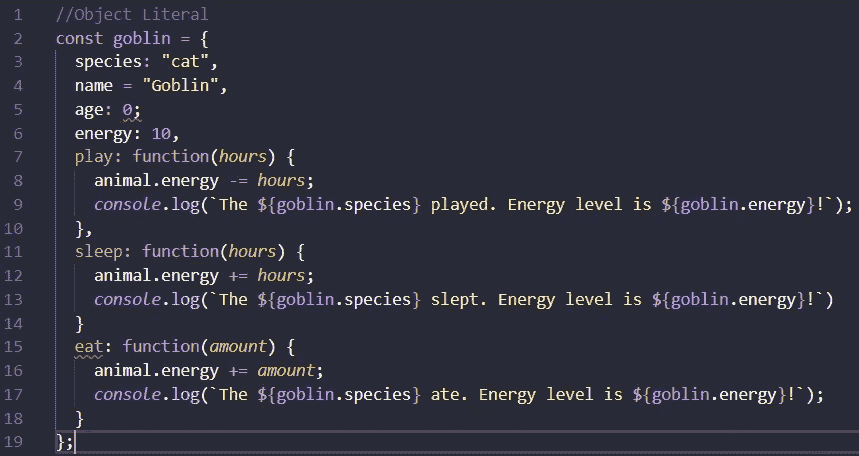 1 //Object Literal
2 const goblin = {
3   species: "cat",
4   name = "Goblin",
5   age: 0;
6   energy: 10,
7   play: function(hours) {
8     animal.energy -= hours;
9     console.log(`The ${goblin.species} played. Energy level is ${goblin.energy}!`);
10   },
11   sleep: function(hours) {
12     animal.energy += hours;
13     console.log(`The ${goblin.species} slept. Energy level is ${goblin.energy}!`)
14   }
15   eat: function(amount) {
16     animal.energy += amount;
17     console.log(`The ${goblin.species} ate. Energy level is ${goblin.energy}!`);
18   }
19 };